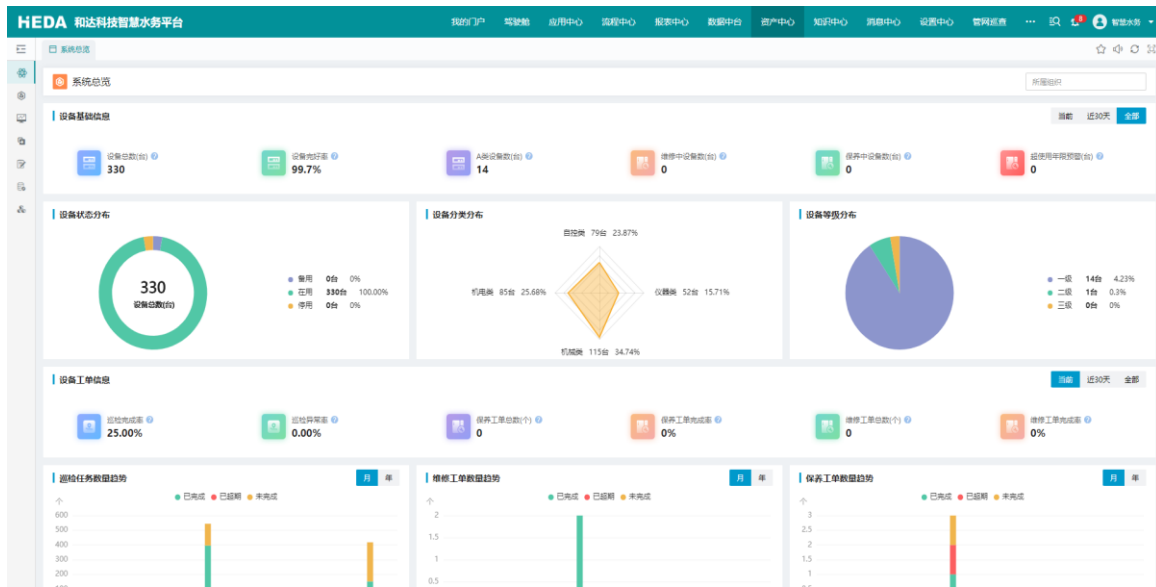 HEDA 和达科技智慧水务平台
我的门户 驾驶舱 应用中心 流程中心 报表中心 数据中台 资产中心 知识中心 消息中心 设置中心 管网巡查 ··· 8 智慧水务
系统总览
系统总览 所属组织
设备基础信息 当前 近30天 全部
设备总数(台) 设备完好率 A类设备数(台) 维修中设备数(台) 保养中设备数(台) 超使用年限预警(台)
330 99.7% 14 0 0 0
设备状态分布 设备分类分布 设备等级分布
自控类 79台 23.87%
330
设备总数(台)
备用 0台 0%
在用 330台 100.00%
停用 0台 0%
机电类 85台 25.68% 仪器类 52台 15.71%
机械类 115台 34.74%
一级 14台 4.23%
二级 1台 0.3%
三级 0台 0%
设备工单信息 当前 近30天 全部
巡检完成率 巡检异常率 保养工单总数(个) 保养工单完成率 维修工单总数(个) 维修工单完成率
25.00% 0.00% 0 0% 0 0%
巡检任务数量趋势 月 年 维修工单数量趋势 月 年 保养工单数量趋势 月 年
个 已完成 已超期 未完成 个 已完成 已超期 未完成 个 已完成 已超期 未完成
600
500
400
300
200
100
2
1.5
1
0.5
3
2.5
2
1.5
1
0.5